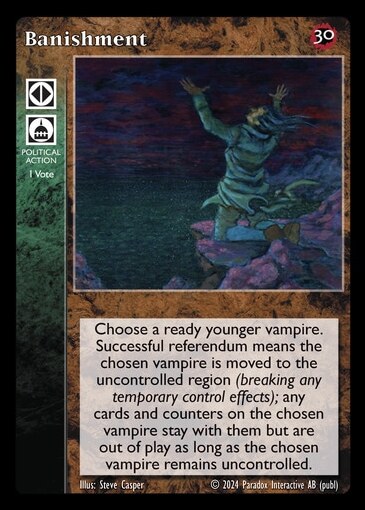 Banishment
30
POLITICAL
ACTION
1 Vote
Choose a ready younger vampire.
Successful referendum means the
chosen vampire is moved to the
uncontrolled region (breaking any
temporary control effects); any
cards and counters on the chosen
vampire stay with them but are
out of play as long as the chosen
vampire remains uncontrolled.
Illus: Steve Casper © 2024 Paradox Interactive AB (publ)